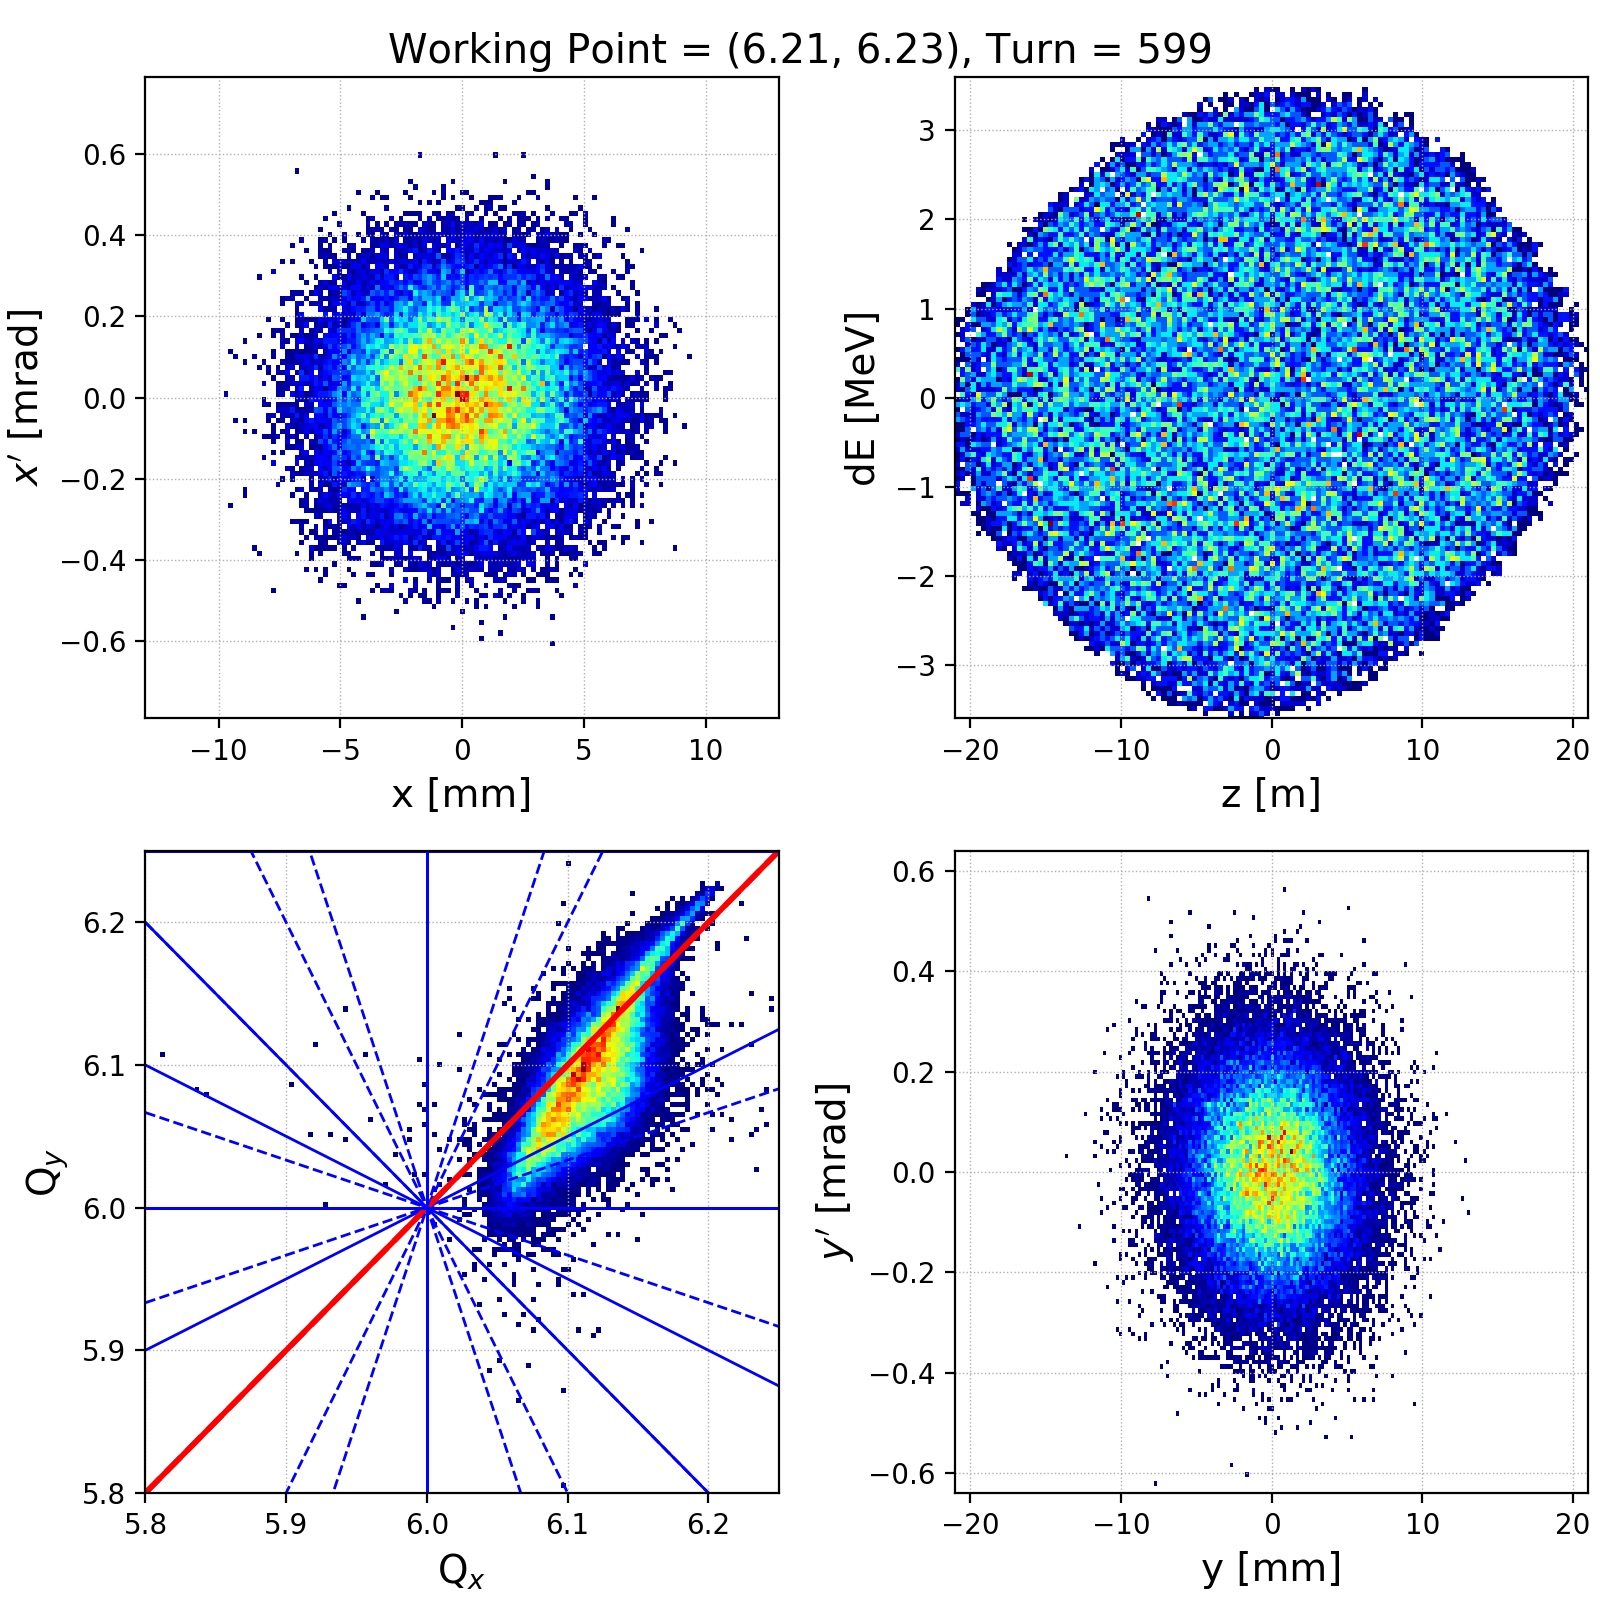 Working Point = (6.21, 6.23), Turn = 599
0.6
0.4
0.2
0.0
−0.2
−0.4
−0.6
x′ [mrad]
−10 −5 0 5 10
x [mm]
3
2
1
0
−1
−2
−3
dE [MeV]
−20 −10 0 10 20
z [m]
6.2
6.1
6.0
5.9
5.8
Qy
5.8 5.9 6.0 6.1 6.2
Qx
0.6
0.4
0.2
0.0
−0.2
−0.4
−0.6
y′ [mrad]
−20 −10 0 10 20
y [mm]